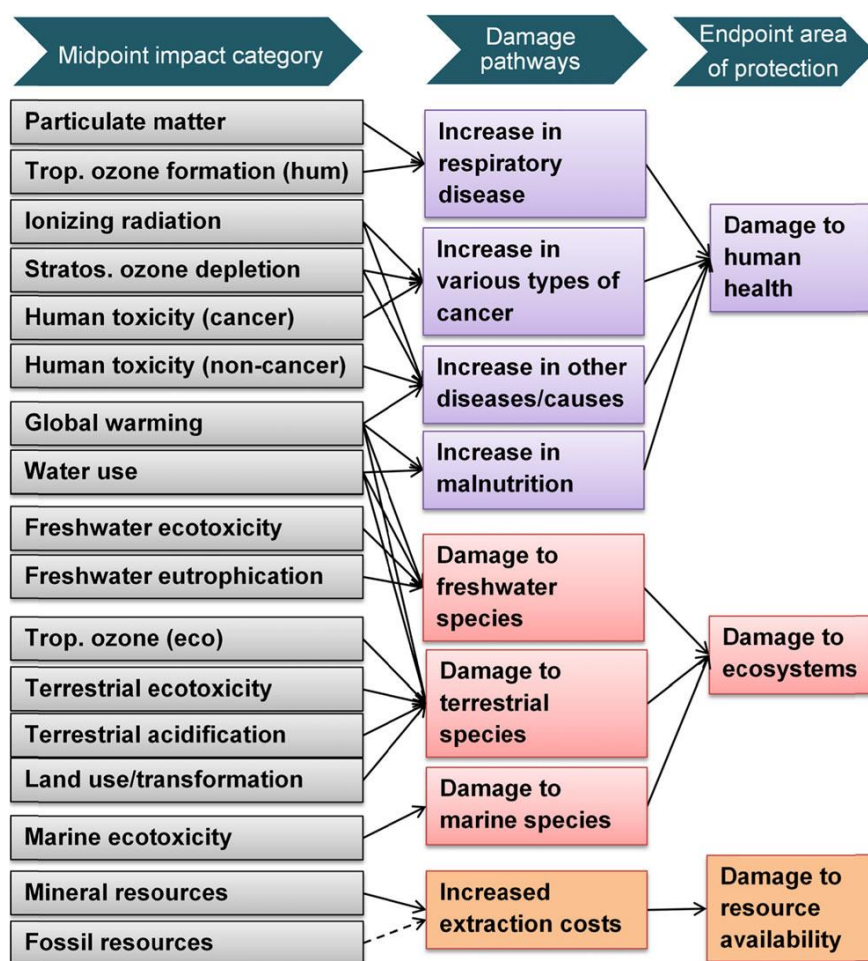 Midpoint impact category
Damage
pathways
Endpoint area
of protection
Particulate matter
Trop. ozone formation (hum)
Ionizing radiation
Stratos. ozone depletion
Human toxicity (cancer)
Human toxicity (non-cancer)
Global warming
Water use
Freshwater ecotoxicity
Freshwater eutrophication
Trop. ozone (eco)
Terrestrial ecotoxicity
Terrestrial acidification
Land use/transformation
Marine ecotoxicity
Mineral resources
Fossil resources
Increase in
respiratory
disease
Increase in
various types of
cancer
Increase in other
diseases/causes
Increase in
malnutrition
Damage to
freshwater
species
Damage to
terrestrial
species
Damage to
marine species
Increased
extraction costs
Damage to
human
health
Damage to
ecosystems
Damage to
resource
availability